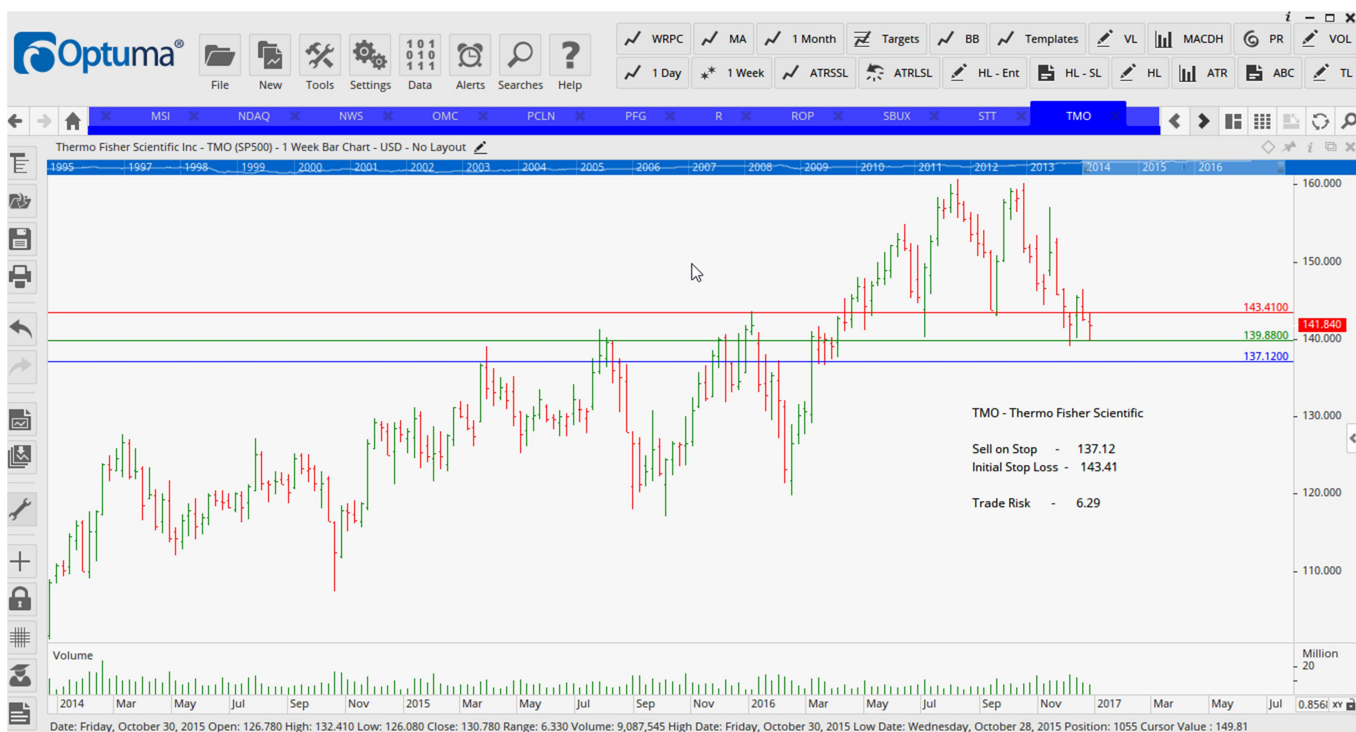 i
Optuma®
File New Tools Settings Data Alerts Searches Help
101
010
111
WRPC MA 1 Month Targets BB Templates VL MACDH PR VOL
1 Day 1 Week ATRSSL ATRLSL HL - Ent HL - SL HL ATR ABC TL
MSI NDAQ NWS OMC PCLN PFG R ROP SBUX STT TMO
Thermo Fisher Scientific Inc - TMO (SP500) - 1 Week Bar Chart - USD - No Layout
1995 1997 1998 1999 2000 2001 2002 2003 2004 2005 2006 2007 2008 2009 2010 2011 2012 2013 2014 2015 2016
160.000
150.000
143.4100
141.840
139.8800
140.000
137.1200
130.000
120.000
110.000
TMO - Thermo Fisher Scientific
Sell on Stop - 137.12
Initial Stop Loss - 143.41
Trade Risk - 6.29
Volume
Million
20
2014 Mar May Jul Sep Nov 2015 Mar May Jul Sep Nov 2016 Mar May Jul Sep Nov 2017 Mar May Jul
XY
Date: Friday, October 30, 2015 Open: 126.780 High: 132.410 Low: 126.080 Close: 130.780 Range: 6.330 Volume: 9,087,545 High Date: Friday, October 30, 2015 Low Date: Wednesday, October 28, 2015 Position: 1055 Cursor Value : 149.81